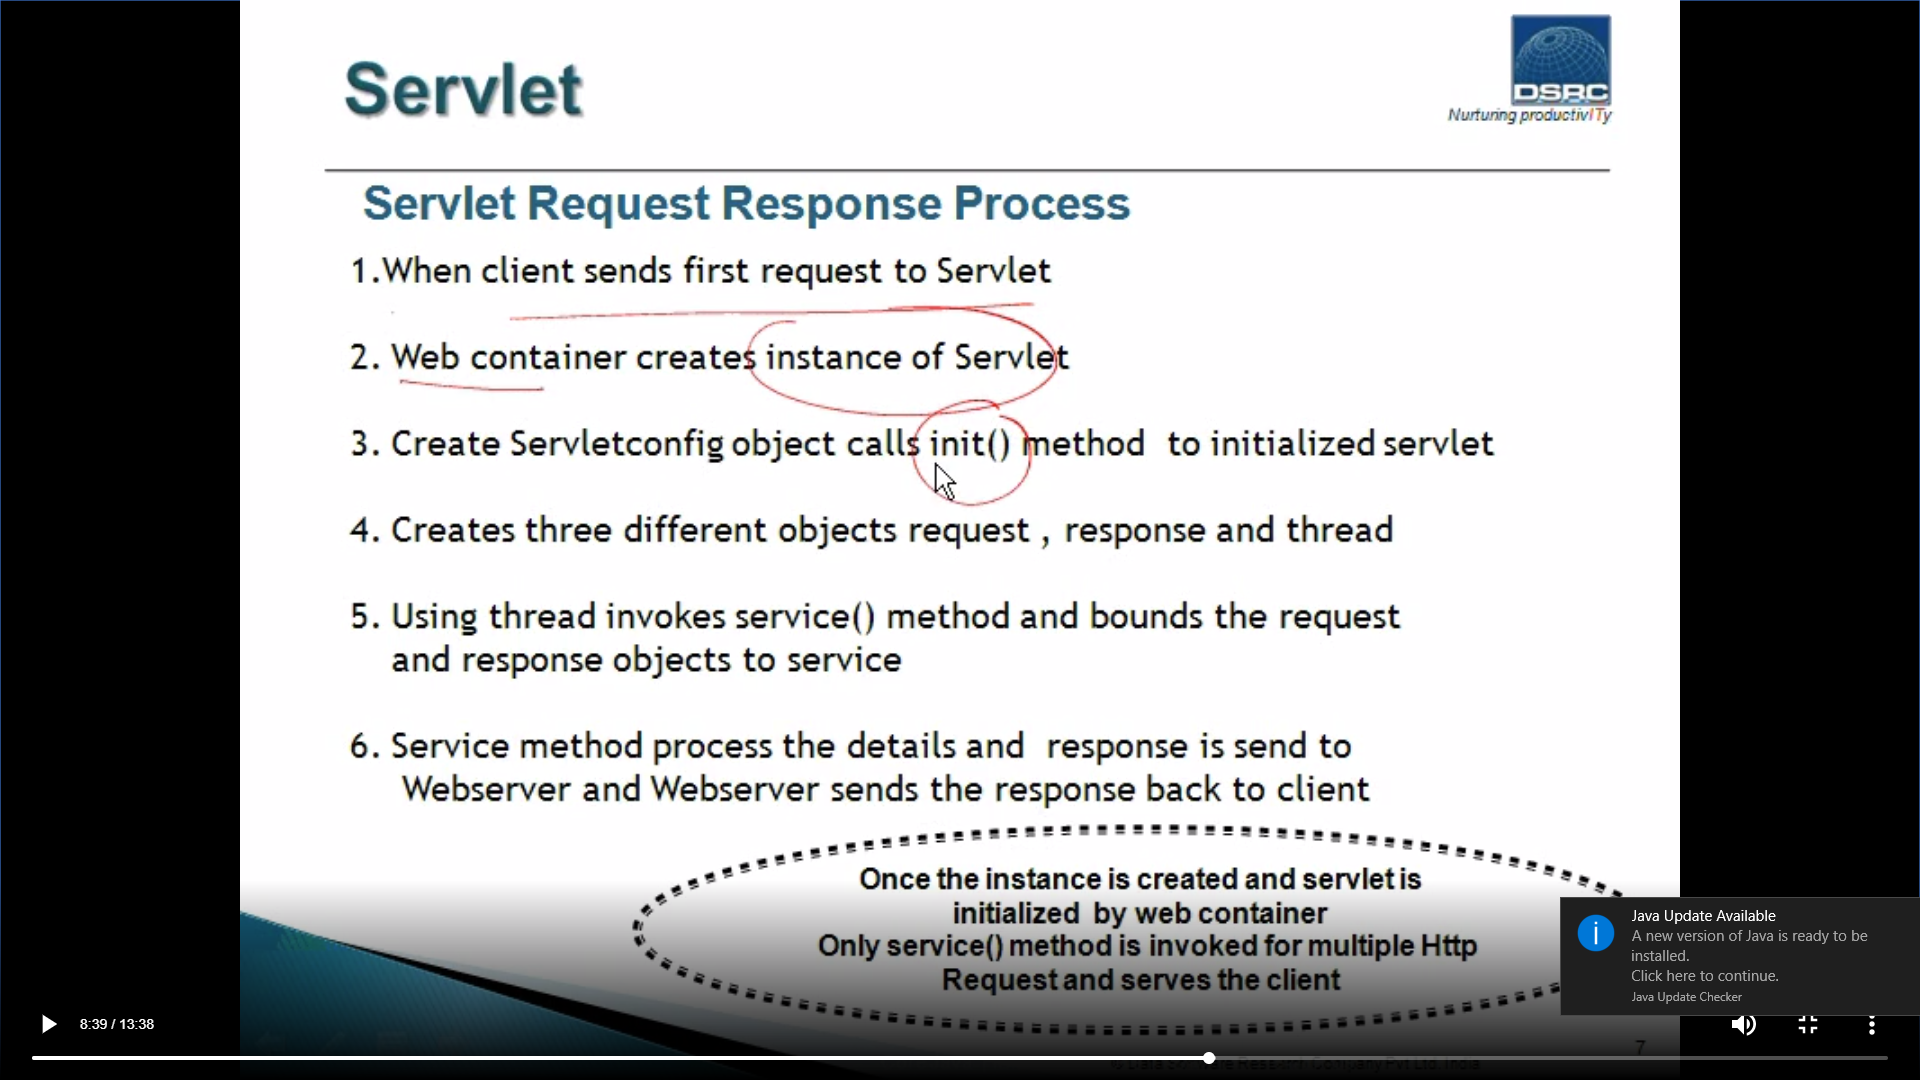 Servlet
DSRC
Nurturing productivITy
Servlet Request Response Process
1.When client sends first request to Servlet
2. Web container creates instance of Servlet
3. Create Servletconfig object calls init() method to initialized servlet
4. Creates three different objects request , response and thread
5. Using thread invokes service() method and bounds the request
and response objects to service
6. Service method process the details and response is send to
Webserver and Webserver sends the response back to client
Once the instance is created and servlet is
initialized by web container
Only service() method is invoked for multiple Http
Request and serves the client
Java Update Available
A new version of Java is ready to be
installed.
Click here to continue.
Java Update Checker
8:39 / 13:38
7